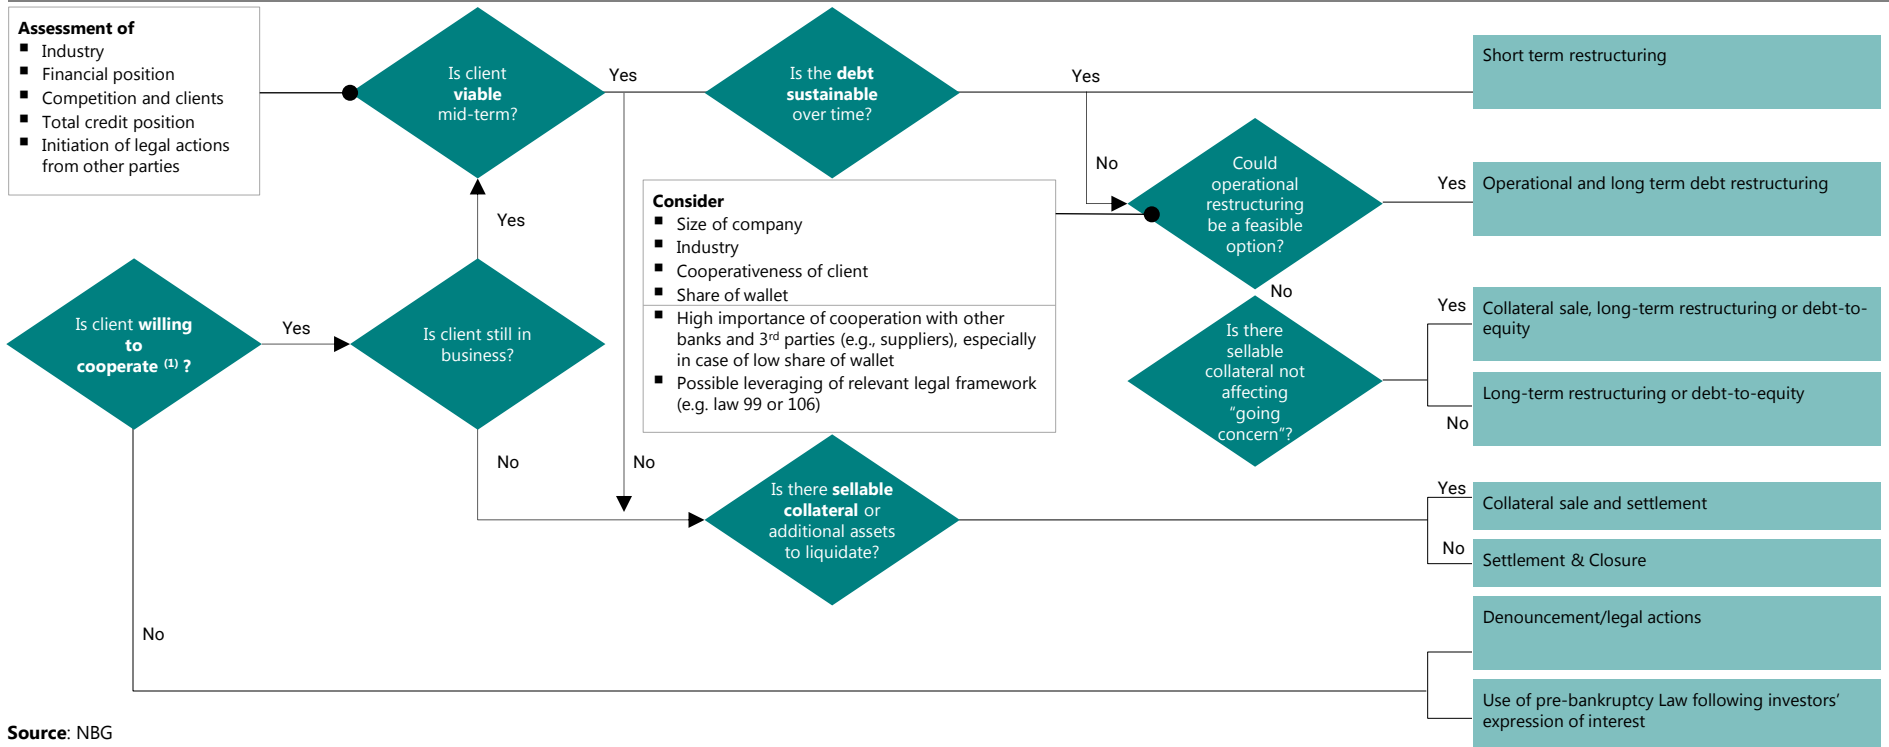 Assessment of
▪ Industry
▪ Financial position
▪ Competition and clients
▪ Total credit position
▪ Initiation of legal actions
from other parties
Is client
viable
mid-term?
Yes
Is the debt
sustainable
over time?
Yes
Short term restructuring
No
Could
operational
restructuring
be a feasible
option?
Yes
Operational and long term debt restructuring
Yes
Consider
▪ Size of company
▪ Industry
▪ Cooperativeness of client
▪ Share of wallet
▪ High importance of cooperation with other
banks and 3rd parties (e.g., suppliers), especially
in case of low share of wallet
▪ Possible leveraging of relevant legal framework
(e.g. law 99 or 106)
Is client willing
to
cooperate (1) ?
Yes
Is client still in
business?
No
Is there
sellable
collateral not
affecting
“going
concern“?
Yes
Collateral sale, long-term restructuring or debt-to-
equity
No
Long-term restructuring or debt-to-equity
No
No
Is there sellable
collateral or
additional assets
to liquidate?
Yes
Collateral sale and settlement
No
Settlement & Closure
No
Denouncement/legal actions
Use of pre-bankruptcy Law following investors’
expression of interest
Source: NBG